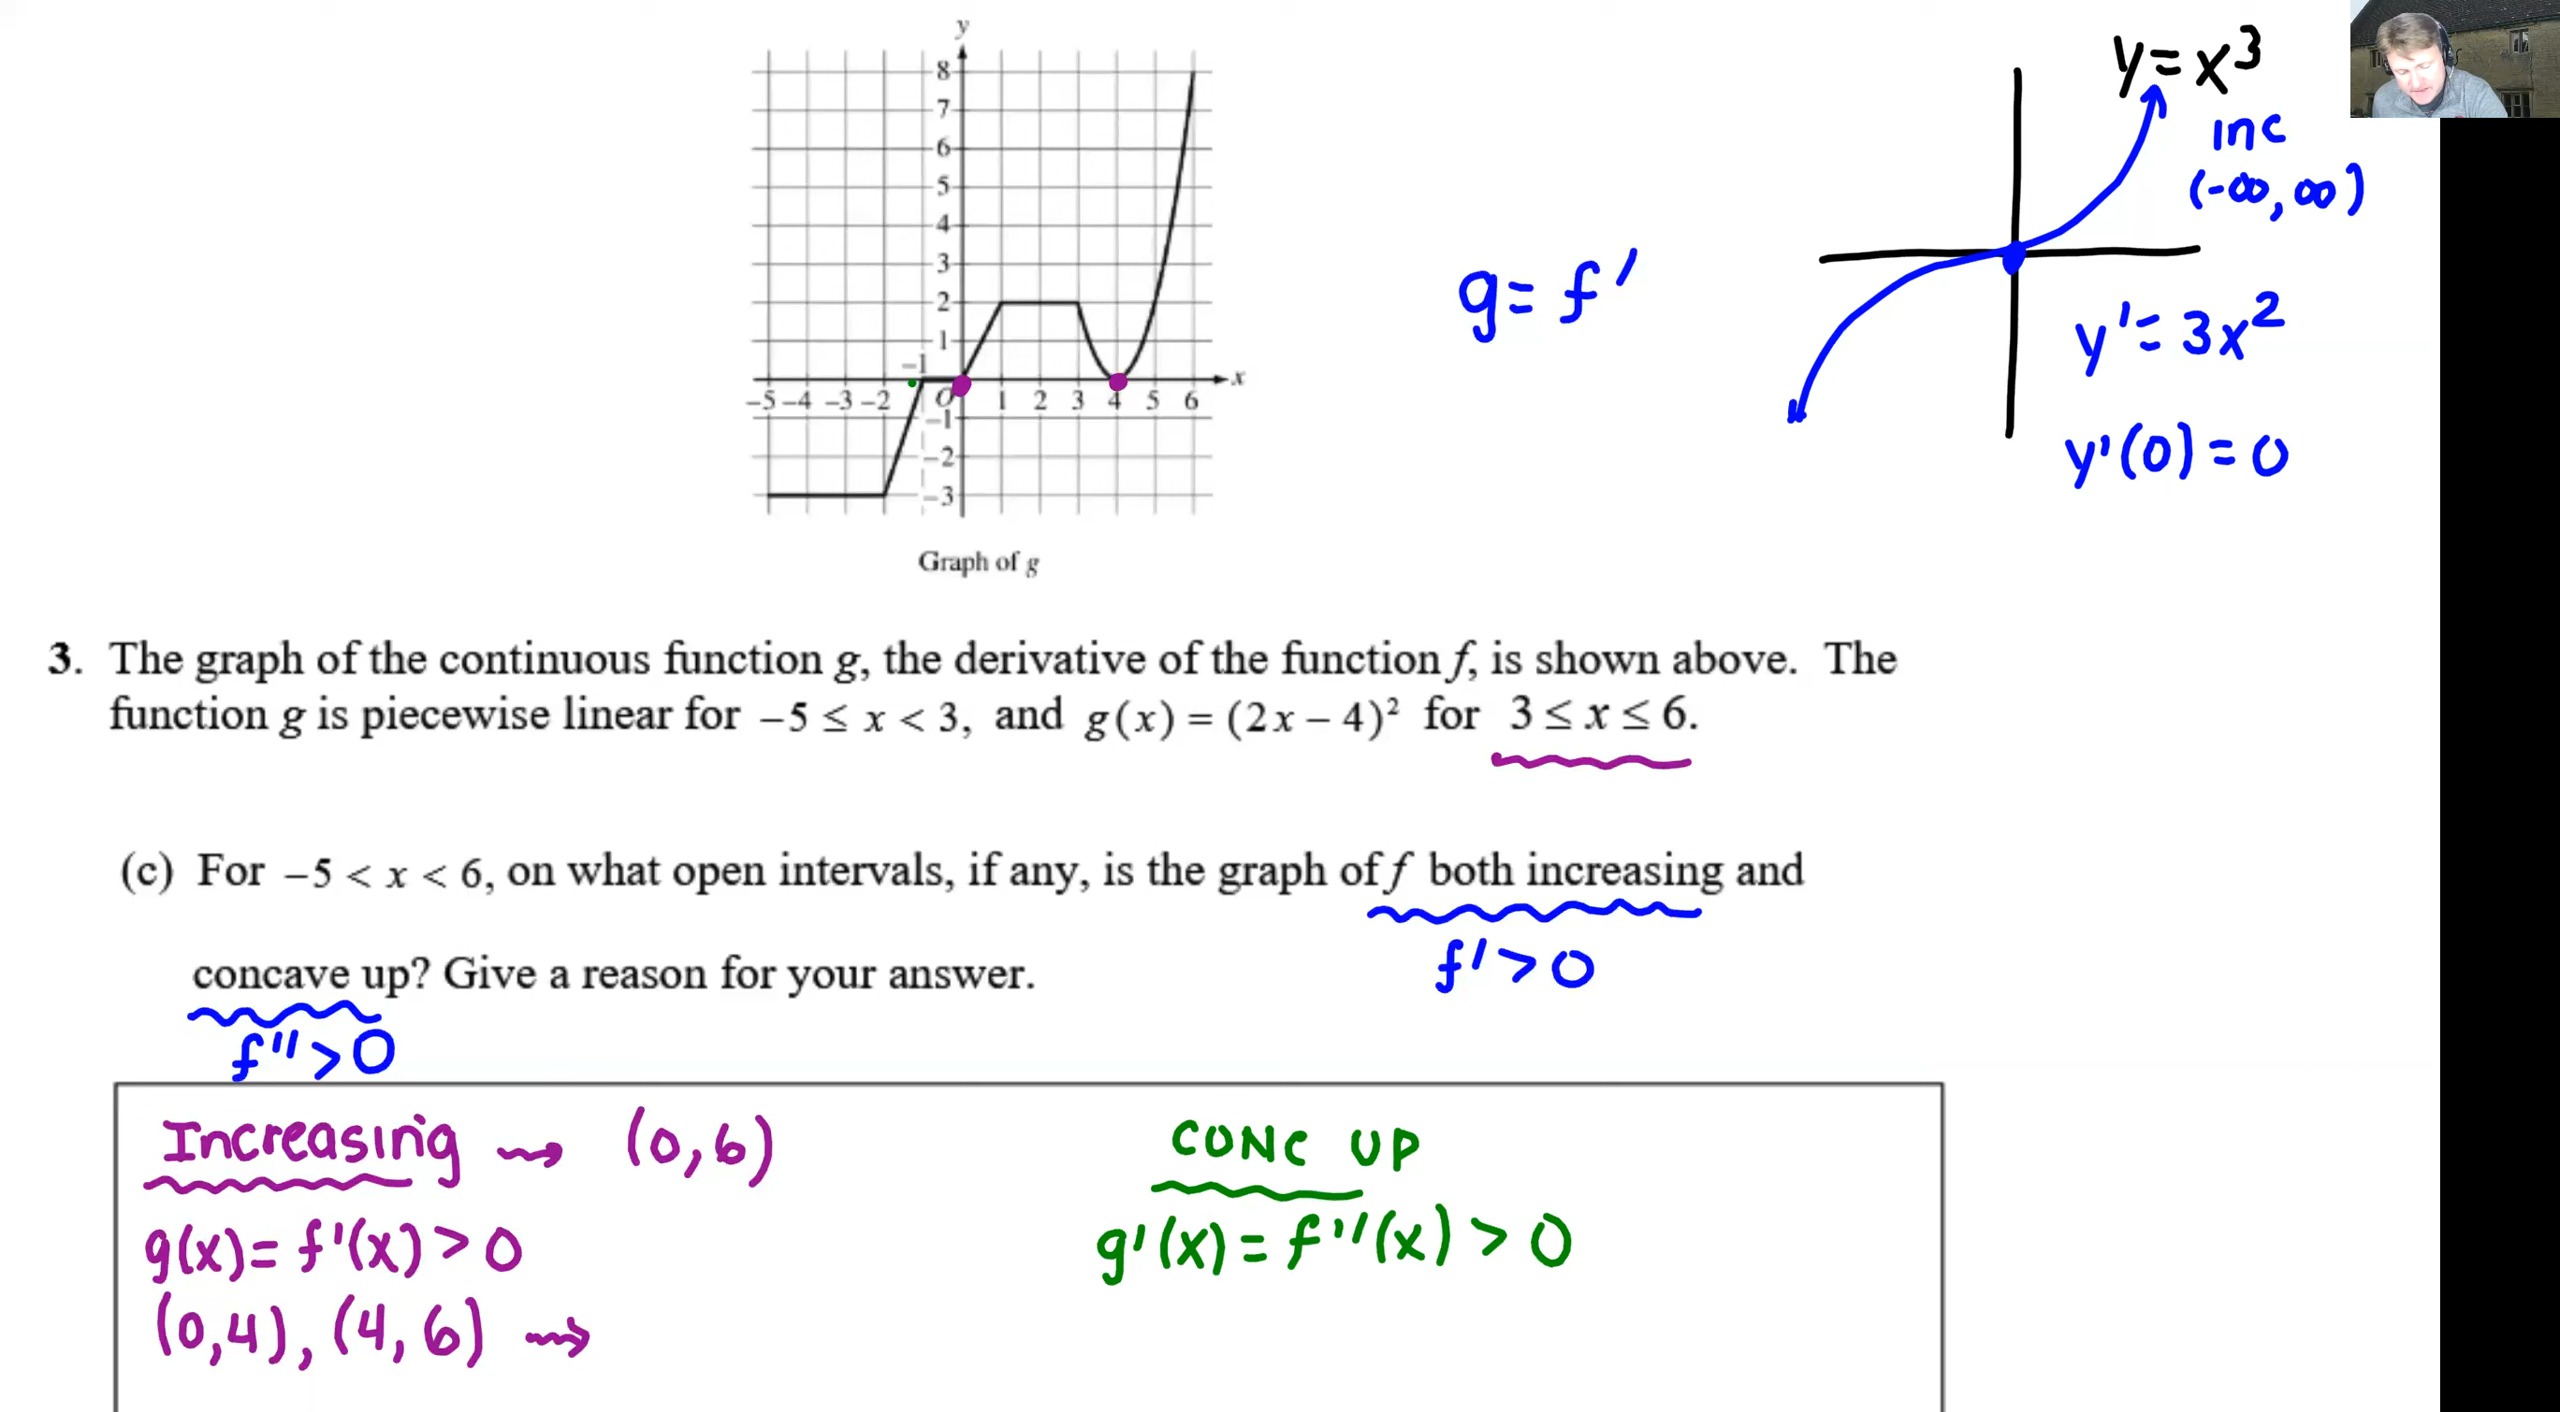 y
8
7
6
5
4
3
2
1
-1
x
-5 -4 -3 -2 O 1 2 3 4 5 6
-1
-2
-3
Graph of g
g = f'
y = x³
inc
(-∞, ∞)
y' = 3x²
y'(0) = 0
3. The graph of the continuous function g, the derivative of the function f, is shown above. The
function g is piecewise linear for −5 ≤ x < 3, and g(x) = (2x − 4)² for 3 ≤ x ≤ 6.
(c) For −5 < x < 6, on what open intervals, if any, is the graph of f both increasing and
f' > 0
concave up? Give a reason for your answer.
f'' > 0
Increasing ⇝ (0,6)
g(x) = f'(x) > 0
(0,4), (4,6) ⇝
CONC UP
g'(x) = f''(x) > 0